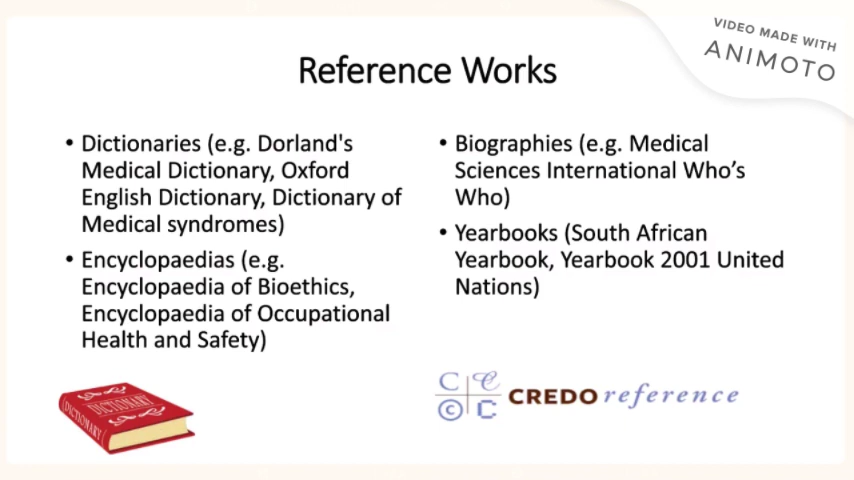 VIDEO MADE WITH
ANIMOTO
Reference Works
• Dictionaries (e.g. Dorland's
Medical Dictionary, Oxford
English Dictionary, Dictionary of
Medical syndromes)
• Encyclopaedias (e.g.
Encyclopaedia of Bioethics,
Encyclopaedia of Occupational
Health and Safety)
• Biographies (e.g. Medical
Sciences International Who’s
Who)
• Yearbooks (South African
Yearbook, Yearbook 2001 United
Nations)
DICTIONARY
DICTIONARY
C C
© C
CREDO reference